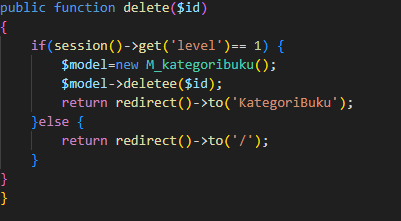 public function delete($id)
{
if(session()->get('level')== 1) {
$model=new M_kategoribuku();
$model->deletee($id);
return redirect()->to('KategoriBuku');
}else {
return redirect()->to('/');
}
}
}